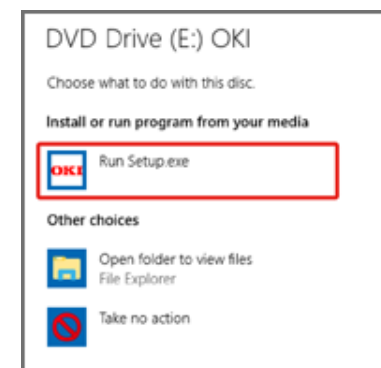 DVD Drive (E:) OKI
Choose what to do with this disc.
Install or run program from your media
OKI
Run Setup.exe
Other choices
Open folder to view files
File Explorer
Take no action